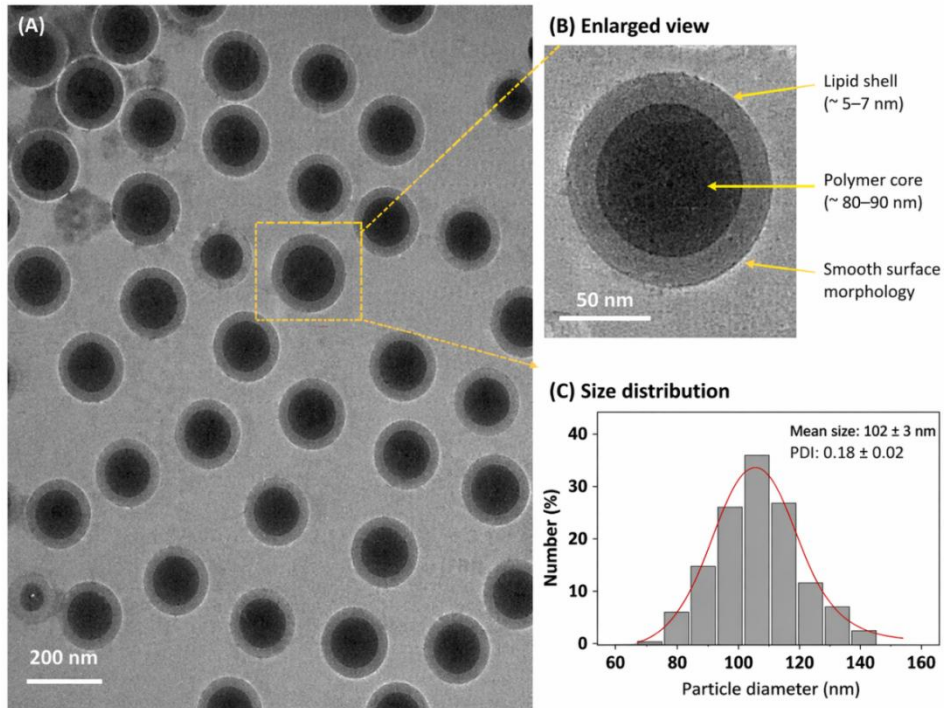 (A)
200 nm
(B) Enlarged view
Lipid shell
(~ 5–7 nm)
Polymer core
(~ 80–90 nm)
Smooth surface
morphology
50 nm
(C) Size distribution
Mean size: 102 ± 3 nm
PDI: 0.18 ± 0.02
Number (%)
40
30
20
10
0
60 80 100 120 140 160
Particle diameter (nm)